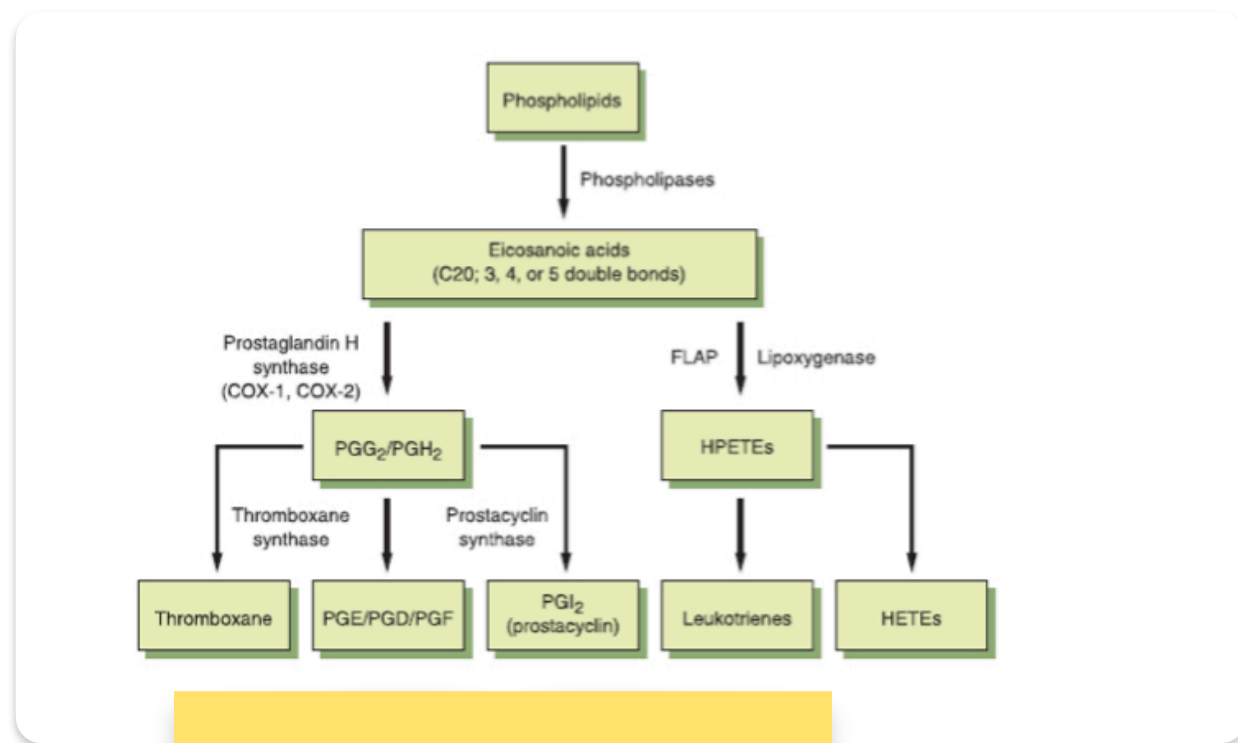 Phospholipids
Phospholipases
Eicosanoic acids
(C20; 3, 4, or 5 double bonds)
Prostaglandin H
synthase
(COX-1, COX-2)
FLAP
Lipoxygenase
PGG₂/PGH₂
HPETEs
Thromboxane
synthase
Prostacyclin
synthase
Thromboxane
PGE/PGD/PGF
PGI₂
(prostacyclin)
Leukotrienes
HETEs